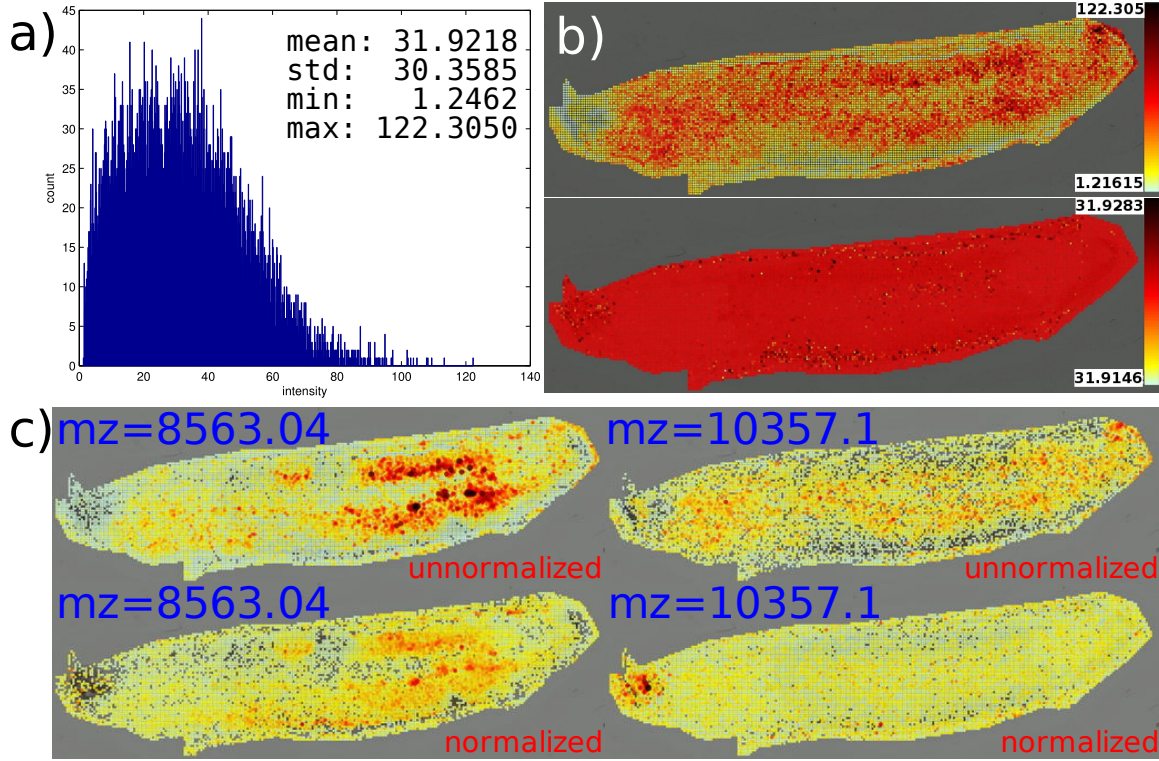 a)
mean: 31.9218
std: 30.3585
min: 1.2462
max: 122.3050
45
40
35
30
25
20
15
10
5
0
count
0 20 40 60 80 100 120 140
intensity
b)
122.305
1.21615
31.9283
31.9146
c)
mz=8563.04
unnormalized
mz=10357.1
unnormalized
mz=8563.04
normalized
mz=10357.1
normalized